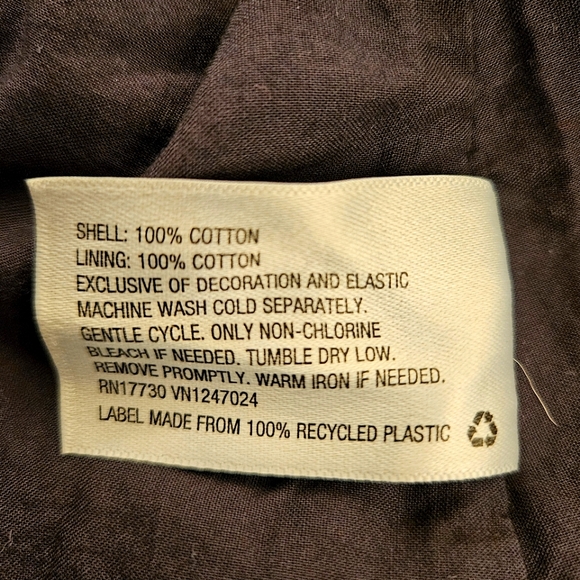 SHELL: 100% COTTON
LINING: 100% COTTON
EXCLUSIVE OF DECORATION AND ELASTIC
MACHINE WASH COLD SEPARATELY.
GENTLE CYCLE. ONLY NON-CHLORINE
BLEACH IF NEEDED. TUMBLE DRY LOW.
REMOVE PROMPTLY. WARM IRON IF NEEDED.
RN17730 VN1247024
LABEL MADE FROM 100% RECYCLED PLASTIC